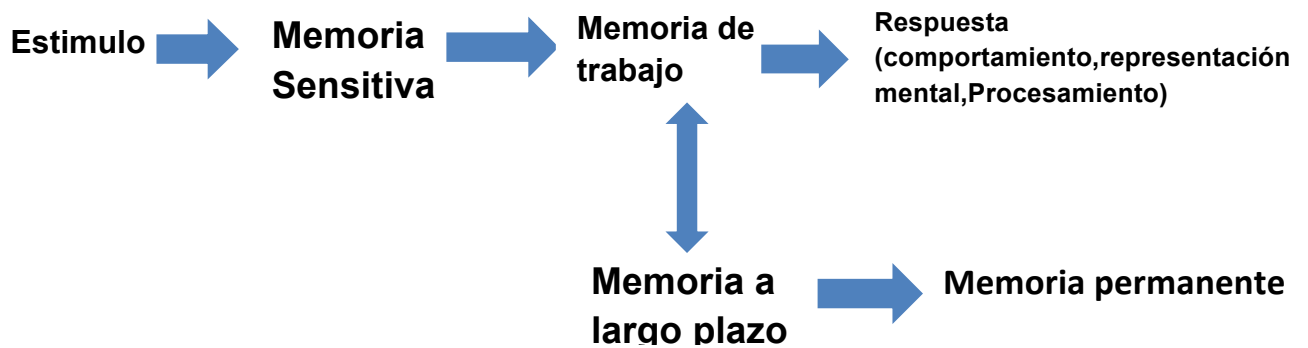 Estimulo
Memoria
Sensitiva
Memoria de
trabajo
Respuesta
(comportamiento,representación
mental,Procesamiento)
Memoria a
largo plazo
Memoria permanente